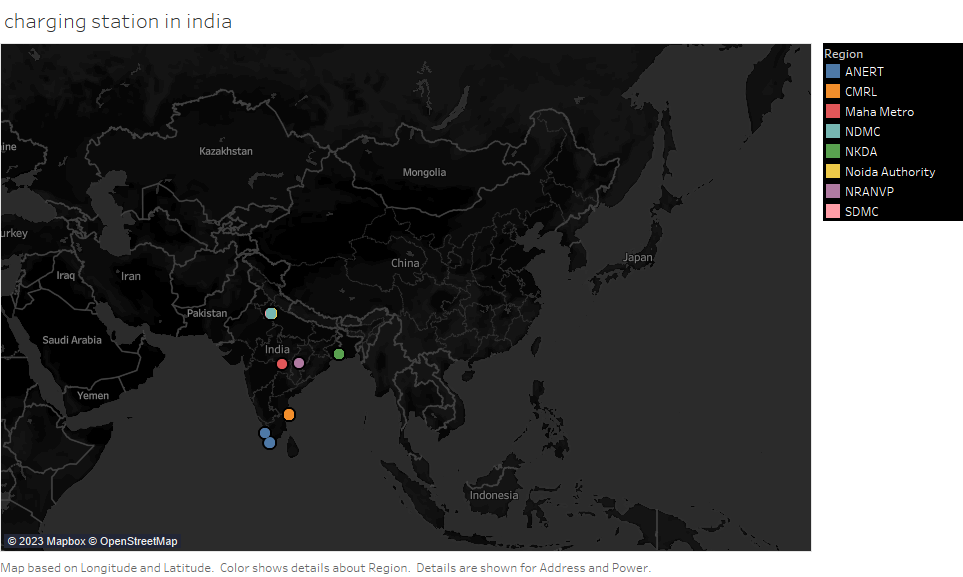 charging station in india
Region
ANERT
CMRL
Maha Metro
NDMC
NKDA
Noida Authority
NRANVP
SDMC
ine
Kazakhstan
Mongolia
urkey
Japan
China
Iraq
Iran
Pakistan
Saudi Arabia
India
Yemen
Indonesia
© 2023 Mapbox © OpenStreetMap
Map based on Longitude and Latitude. Color shows details about Region. Details are shown for Address and Power.